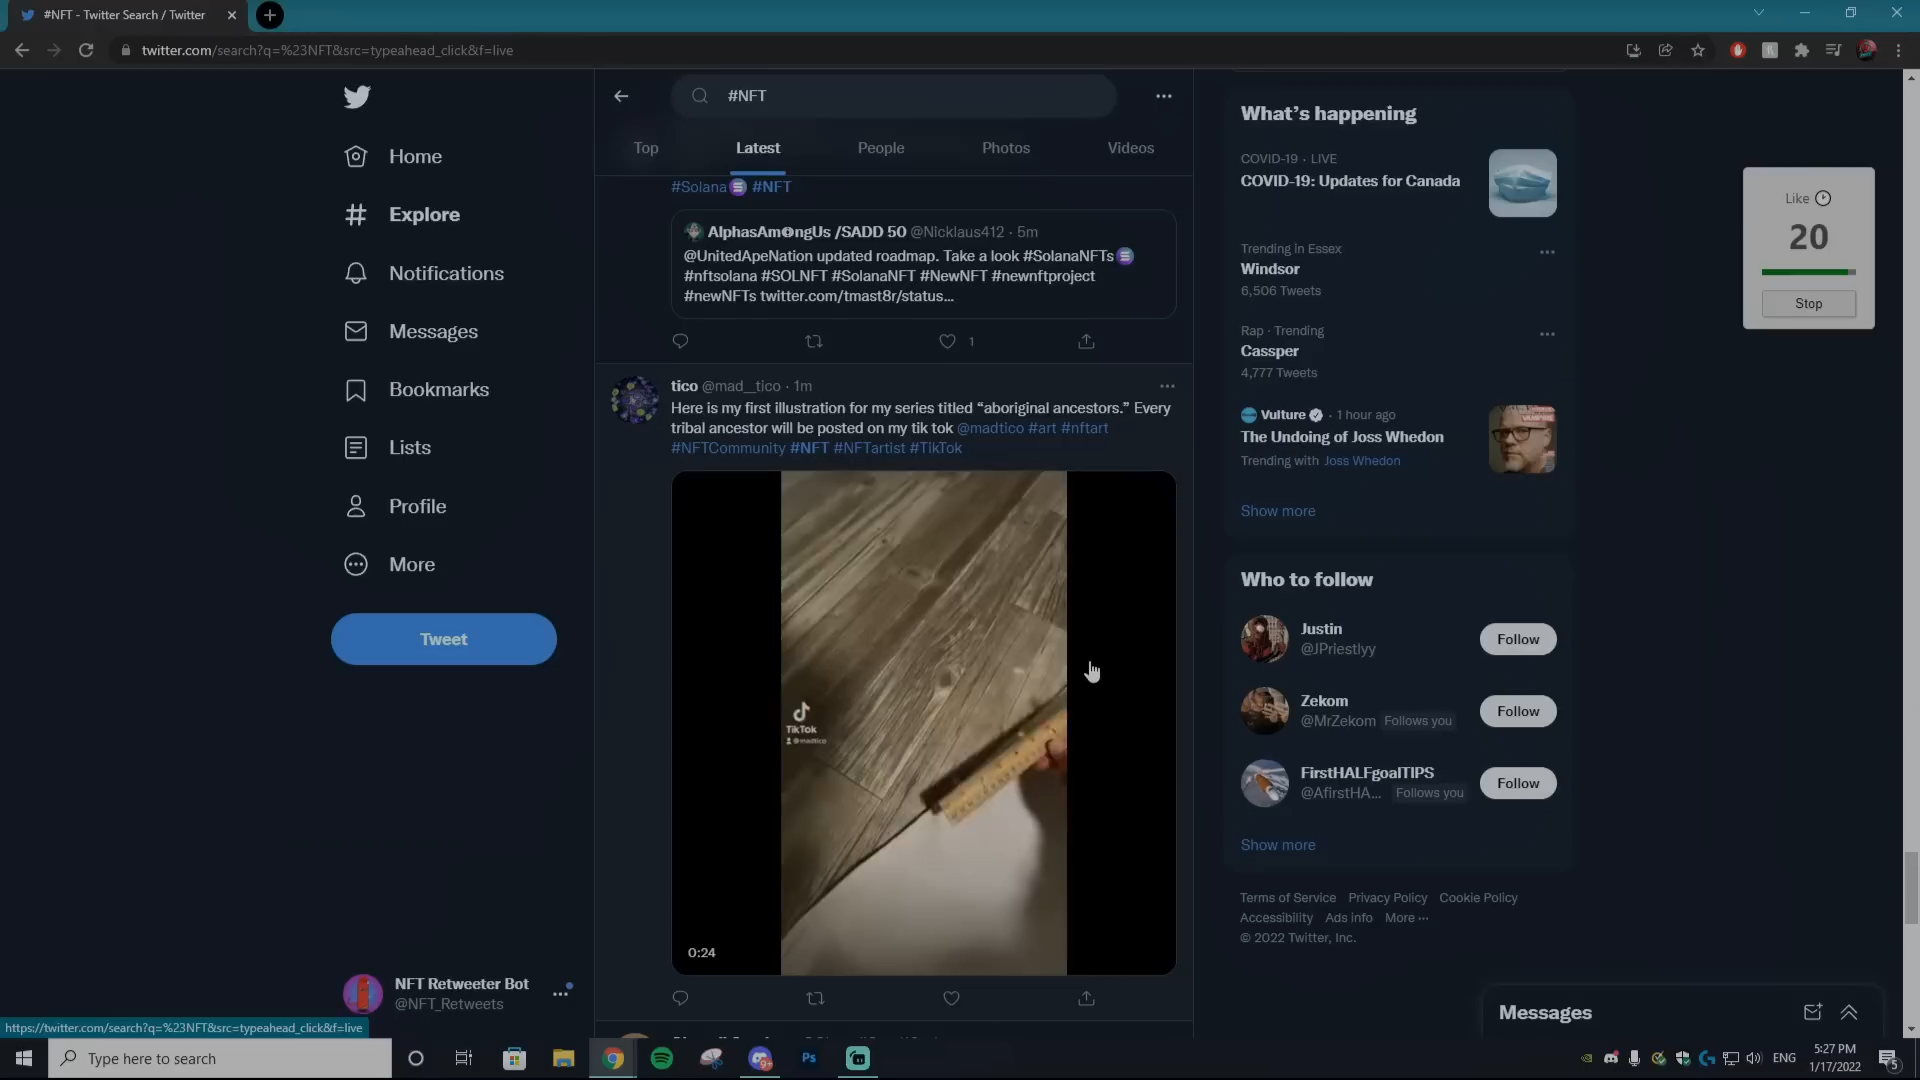 #NFT - Twitter Search / Twitter
twitter.com/search?q=%23NFT&src=typeahead_click&f=live
Home
Explore
Notifications
Messages
Bookmarks
Lists
Profile
More
Tweet
NFT Retweeter Bot
@NFT_Retweets
https://twitter.com/search?q=%23NFT&src=typeahead_click&f=live
#NFT
Top
Latest
People
Photos
Videos
#Solana #NFT
AlphasAm@ngUs /SADD 50 @Nicklaus412 · 5m
@UnitedApeNation updated roadmap. Take a look #SolanaNFTs
#nftsolana #SOLNFT #SolanaNFT #NewNFT #newnftproject
#newNFTs twitter.com/tmast8r/status...
1
tico @mad__tico · 1m
Here is my first illustration for my series titled “aboriginal ancestors.” Every
tribal ancestor will be posted on my tik tok @madtico #art #nftart
#NFTCommunity #NFT #NFTartist #TikTok
TikTok
@madtico
0:24
What’s happening
COVID-19 · LIVE
COVID-19: Updates for Canada
Trending in Essex
Windsor
6,506 Tweets
Rap · Trending
Cassper
4,777 Tweets
Vulture · 1 hour ago
The Undoing of Joss Whedon
Trending with Joss Whedon
Show more
Who to follow
Justin
@JPriestlyy
Follow
Zekom
@MrZekom Follows you
Follow
FirstHALFgoalTIPS
@AfirstHA... Follows you
Follow
Show more
Terms of Service Privacy Policy Cookie Policy
Accessibility Ads info More ···
© 2022 Twitter, Inc.
Messages
Like
20
Stop
Type here to search
9+
Ps
ENG
5:27 PM
1/17/2022
5